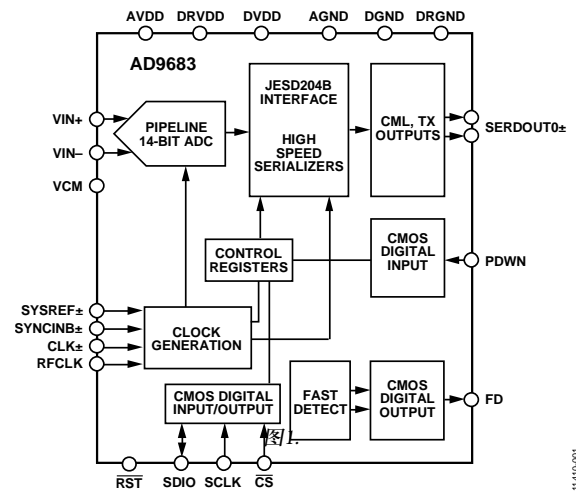 AVDD DRVDD DVDD AGND DGND DRGND
AD9683
JESD204B
INTERFACE
HIGH
SPEED
SERIALIZERS
CML, TX
OUTPUTS
PIPELINE
14-BIT ADC
VIN+
VIN–
VCM
SERDOUT0±
CONTROL
REGISTERS
CMOS
DIGITAL
INPUT
PDWN
SYSREF±
SYNCINB±
CLK±
RFCLK
CLOCK
GENERATION
CMOS DIGITAL
INPUT/OUTPUT
FAST
DETECT
CMOS
DIGITAL
OUTPUT
FD
图1.
RST SDIO SCLK CS
11410-001